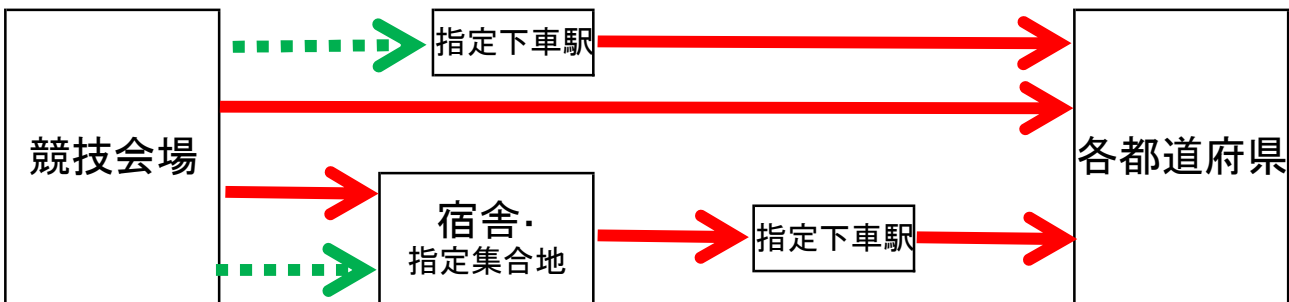 指定下車駅
競技会場
各都道府県
宿舎・
指定集合地
指定下車駅